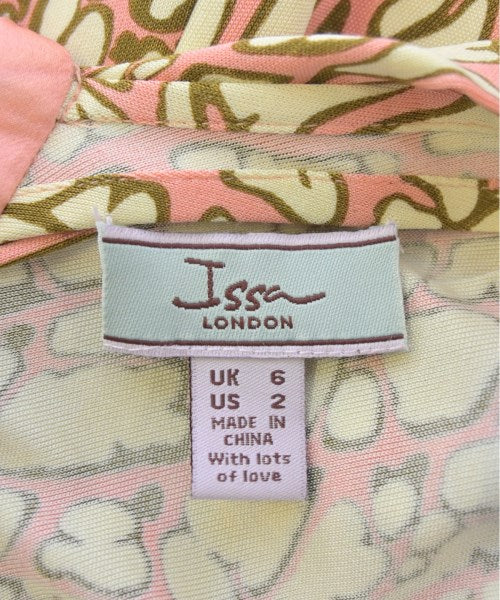 Issa
LONDON
UK 6
US 2
MADE IN
CHINA
With lots
of love